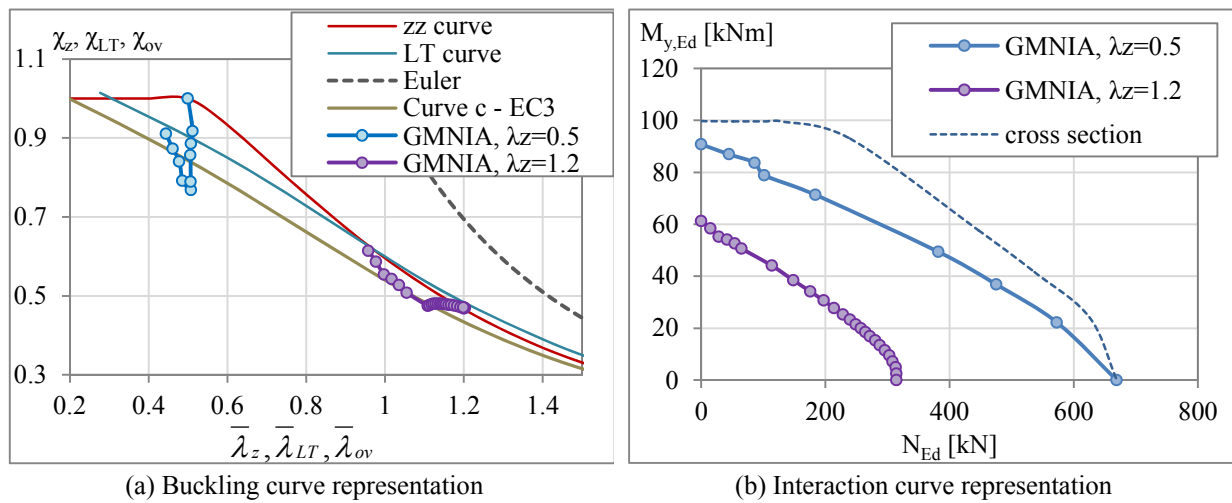 χz, χLT, χov
1.1
0.9
0.7
0.5
0.3
0.2
0.4
0.6
0.8
1
1.2
1.4
zz curve
LT curve
Euler
Curve c - EC3
GMNIA, λz=0.5
GMNIA, λz=1.2
λ̅z, λ̅LT, λ̅ov
(a) Buckling curve representation
My,Ed [kNm]
120
100
80
60
40
20
0
0
200
400
600
800
GMNIA, λz=0.5
GMNIA, λz=1.2
cross section
NEd [kN]
(b) Interaction curve representation